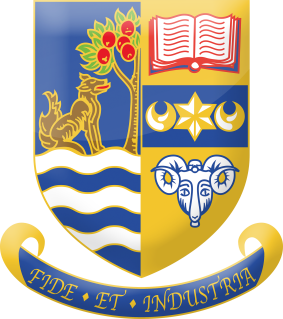 FIDE • ET • INDUSTRIA